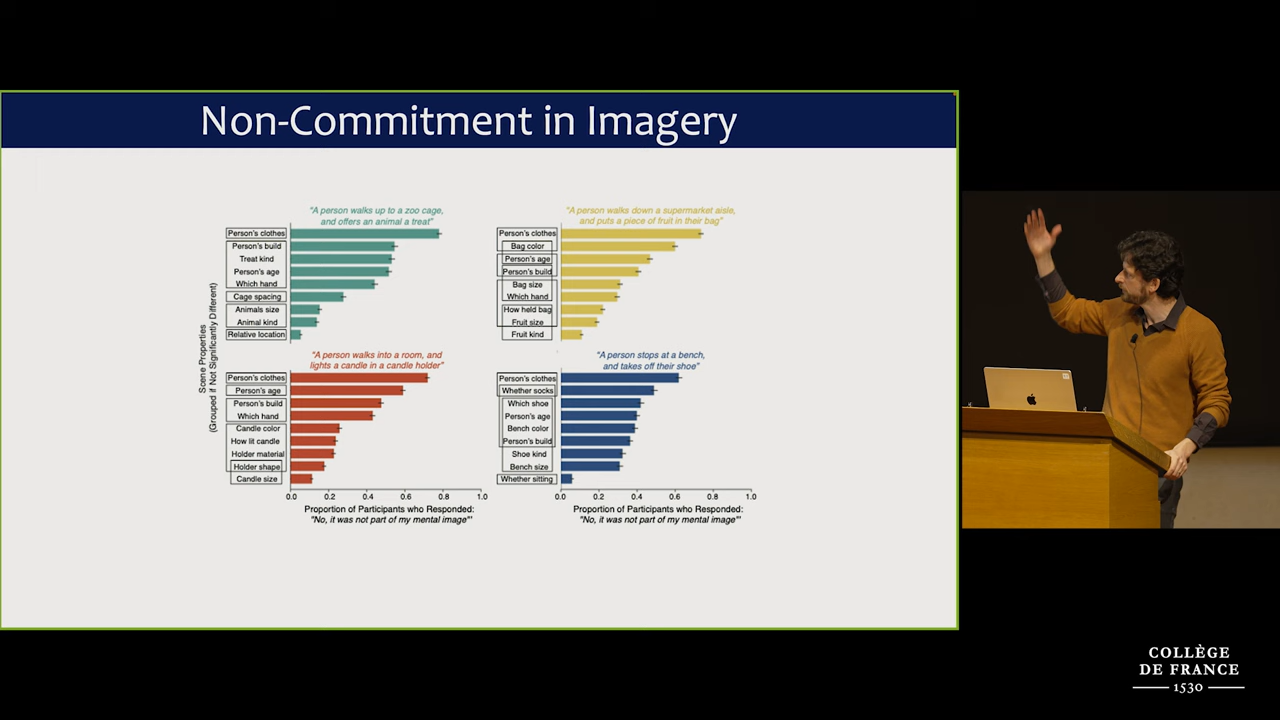 Non-Commitment in Imagery
"A person walks up to a zoo cage,
and offers an animal a treat"
Person's clothes
Person's build
Treat kind
Person's age
Which hand
Cage spacing
Animals size
Animal kind
Relative location
"A person walks down a supermarket aisle,
and puts a piece of fruit in their bag"
Person's clothes
Bag color
Person's age
Person's build
Bag size
Which hand
How held bag
Fruit size
Fruit kind
Scene Properties
(Grouped if Not Significantly Different)
"A person walks into a room, and
lights a candle in a candle holder"
Person's clothes
Person's age
Person's build
Which hand
Candle color
How lit candle
Holder material
Holder shape
Candle size
0.0 0.2 0.4 0.6 0.8 1.0
Proportion of Participants who Responded:
"No, it was not part of my mental image"'
"A person stops at a bench,
and takes off their shoe"
Person's clothes
Whether socks
Which shoe
Person's age
Bench color
Person's build
Shoe kind
Bench size
Whether sitting
0.0 0.2 0.4 0.6 0.8 1.0
Proportion of Participants who Responded:
"No, it was not part of my mental image"'
COLLÈGE
DE FRANCE
1530